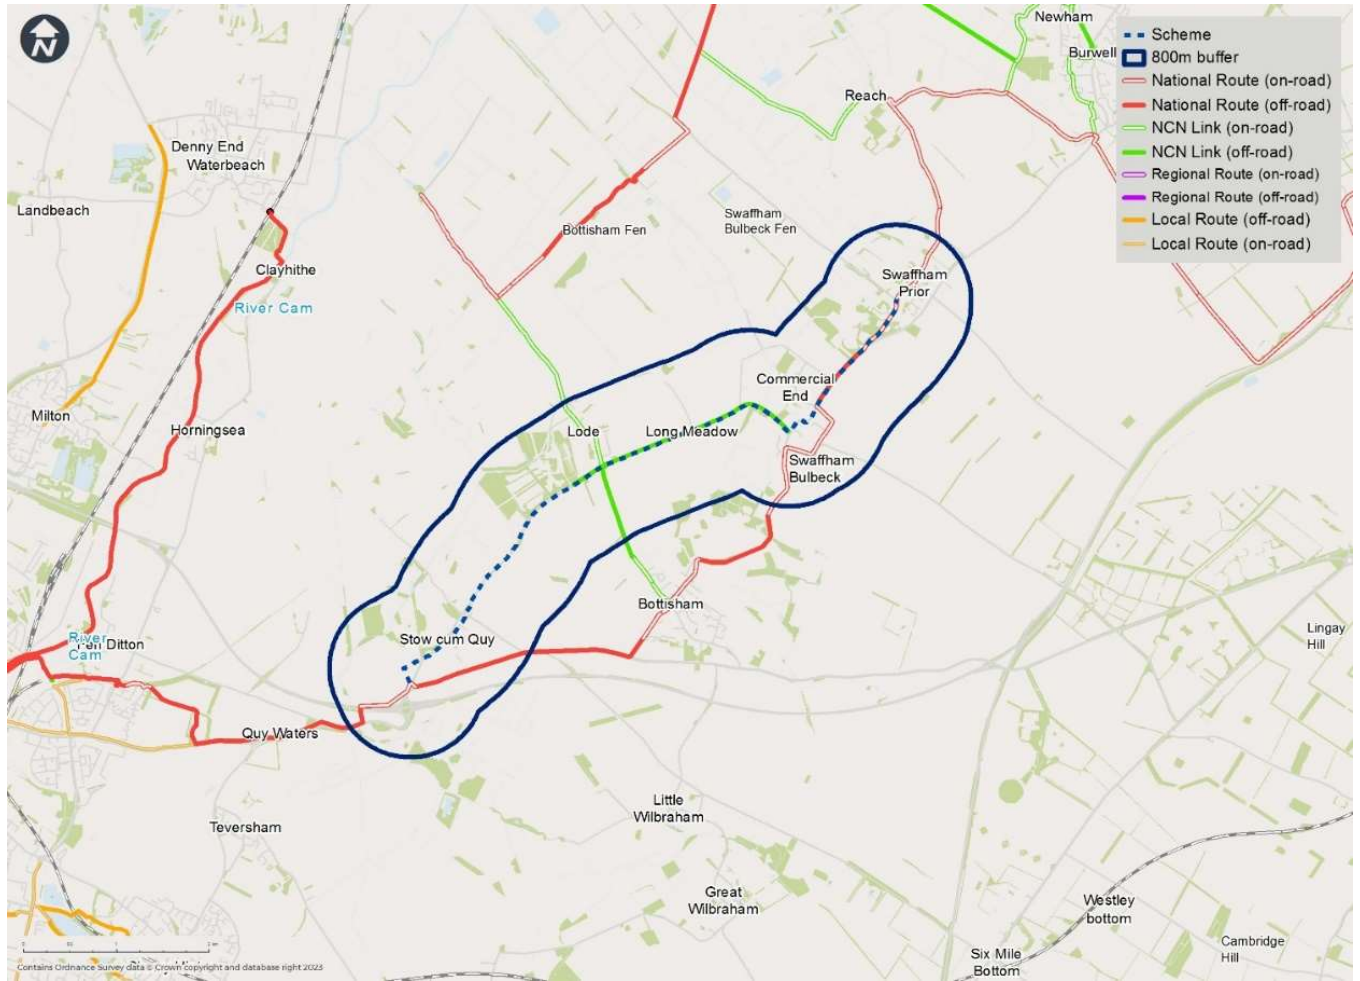 N
Newham
Burwell
Reach
Denny End
Waterbeach
Landbeach
Swaffham
Bulbeck Fen
Bottisham Fen
Clayhithe
River Cam
Swaffham
Prior
Commercial
End
Milton
Horningsea
Lode
Long Meadow
Swaffham
Bulbeck
Bottisham
Stow cum Quy
River
Cam
Fen Ditton
Lingay
Hill
Quy Waters
Little
Wilbraham
Teversham
Great
Wilbraham
Westley
bottom
Cambridge
Hill
Six Mile
Bottom
Scheme
800m buffer
National Route (on-road)
National Route (off-road)
NCN Link (on-road)
NCN Link (off-road)
Regional Route (on-road)
Regional Route (off-road)
Local Route (off-road)
Local Route (on-road)
Contains Ordnance Survey data © Crown copyright and database right 2023